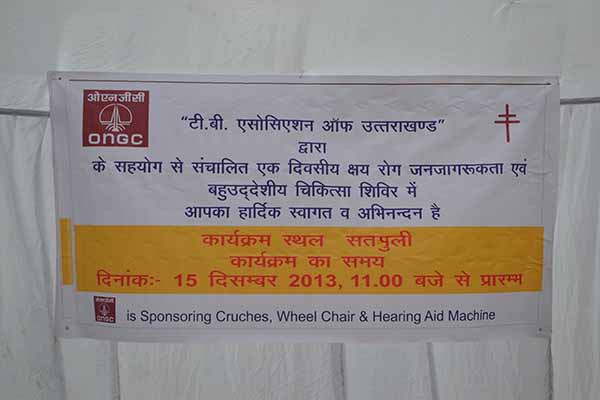 ओएनजीसी
ONGC
“टी.बी. एसोसिएशन ऑफ उत्तराखण्ड”
द्वारा
के सहयोग से संचालित एक दिवसीय क्षय रोग जनजागरूकता एवं
बहुउद्देशीय चिकित्सा शिविर में
आपका हार्दिक स्वागत व अभिनन्दन है
कार्यक्रम स्थल सतपुली
कार्यक्रम का समय
दिनांकः- 15 दिसम्बर 2013, 11.00 बजे से प्रारम्भ
ONGC is Sponsoring Cruches, Wheel Chair & Hearing Aid Machine